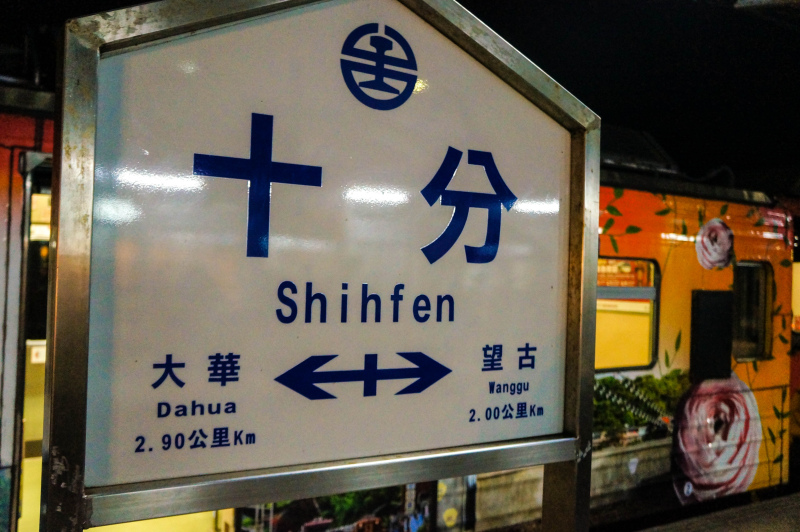 十分
Shihfen
大華
Dahua
2.90公里Km
望古
Wanggu
2.00公里Km